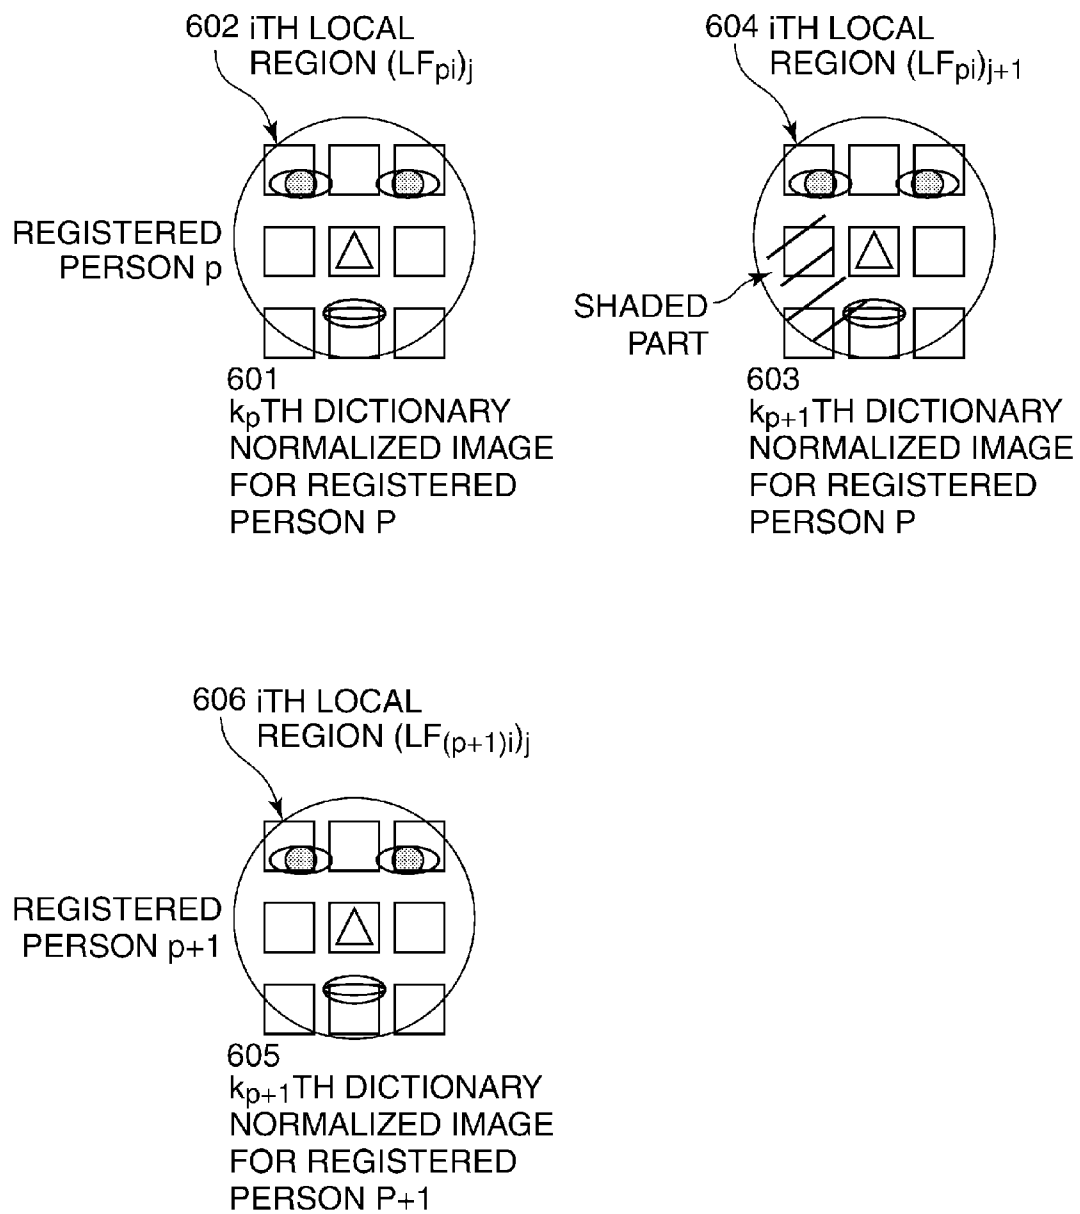 602 iTH LOCAL
REGION (LFpi)j
REGISTERED
PERSON p
601
kpTH DICTIONARY
NORMALIZED IMAGE
FOR REGISTERED
PERSON P
604 iTH LOCAL
REGION (LFpi)j+1
SHADED
PART
603
kp+1TH DICTIONARY
NORMALIZED IMAGE
FOR REGISTERED
PERSON P
606 iTH LOCAL
REGION (LF(p+1)i)j
REGISTERED
PERSON p+1
605
kp+1TH DICTIONARY
NORMALIZED IMAGE
FOR REGISTERED
PERSON P+1